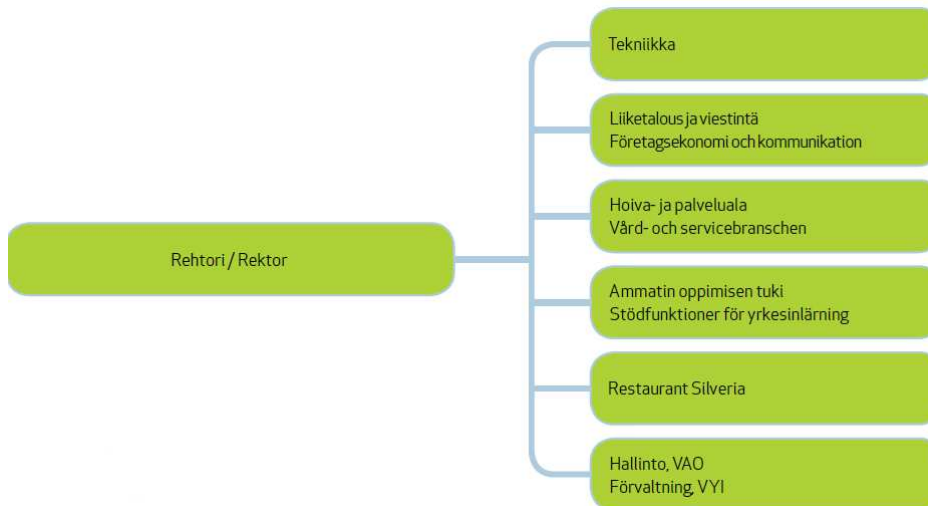 Tekniikka
Liiketalous ja viestintä
Företagsekonomi och kommunikation
Hoiva- ja palveluala
Vård- och servicebranschen
Rehtori / Rektor
Ammatin oppimisen tuki
Stödfunktioner för yrkesinlärning
Restaurant Silveria
Hallinto, VAO
Förvaltning, VYI